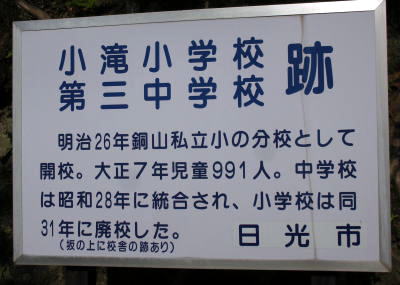 小滝小学校
第三中学校 跡
明治26年銅山私立小の分校として
開校。大正7年児童991人。中学校
は昭和28年に統合され、小学校は同
31年に廃校した。
(坂の上に校舎の跡あり) 日光市